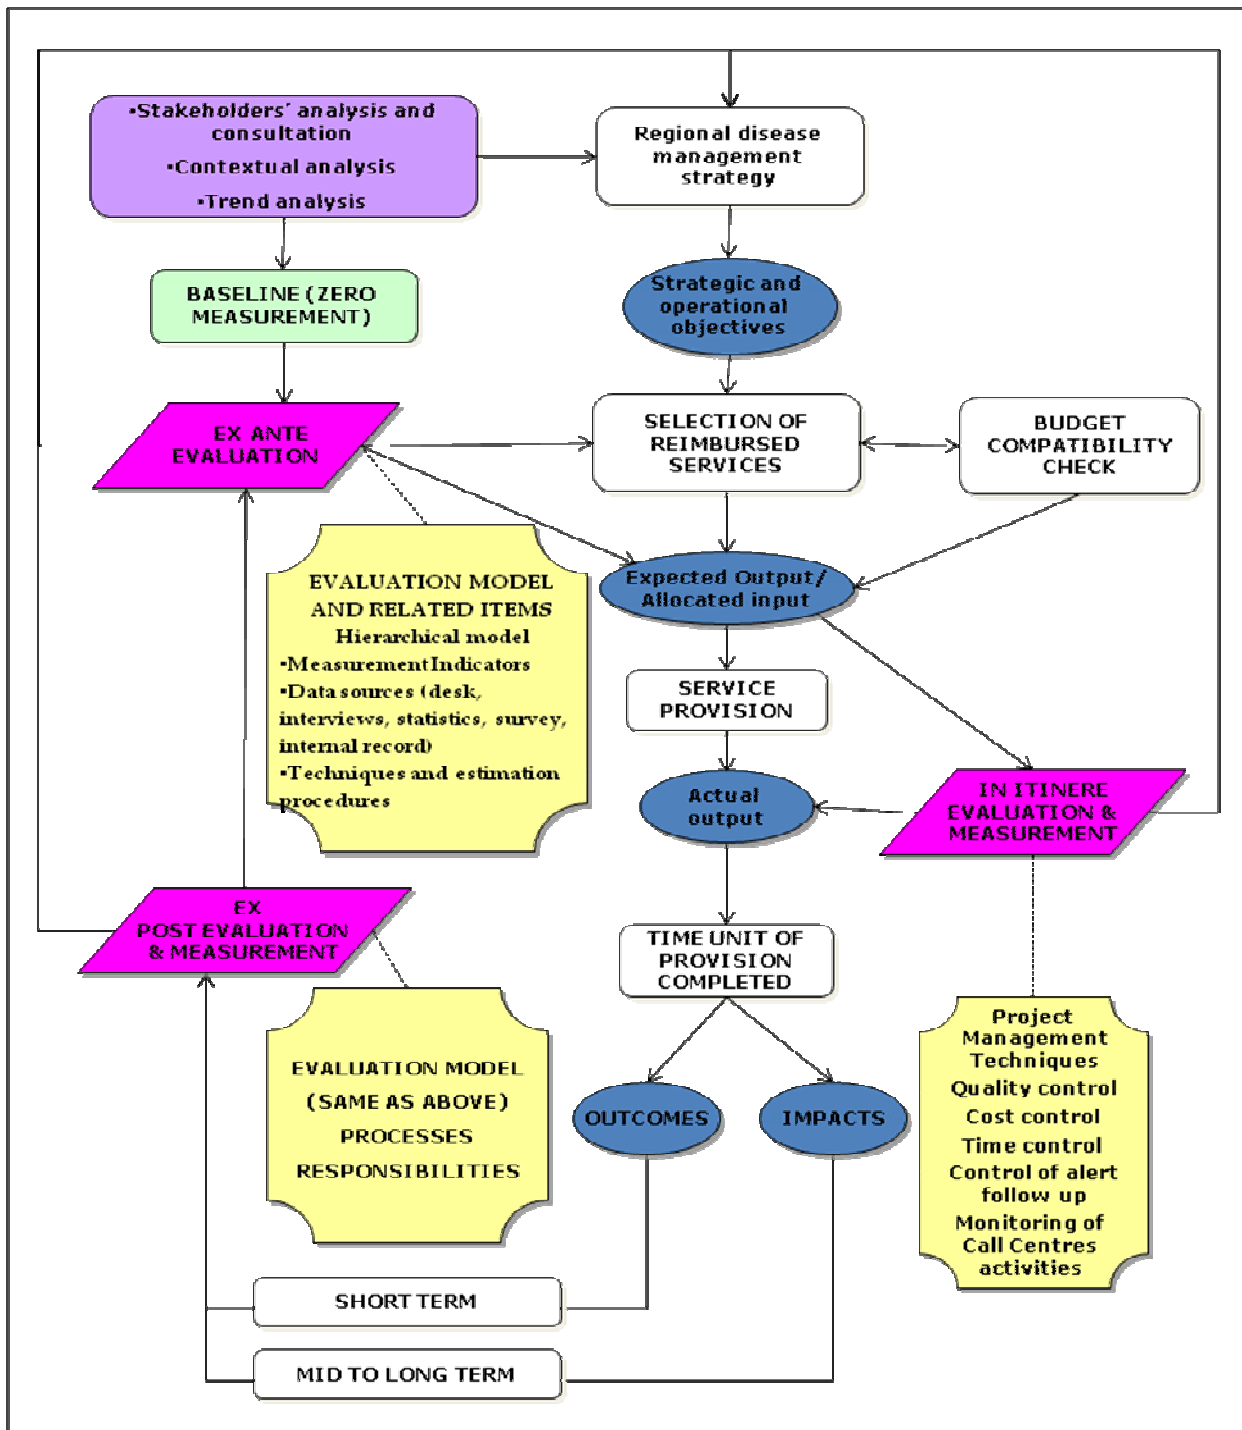 •Stakeholders' analysis and
consultation
•Contextual analysis
•Trend analysis
Regional disease
management
strategy
BASELINE (ZERO
MEASUREMENT)
Strategic and
operational
objectives
EX ANTE
EVALUATION
SELECTION OF
REIMBURSED
SERVICES
BUDGET
COMPATIBILITY
CHECK
EVALUATION MODEL
AND RELATED ITEMS
Hierarchical model
•Measurement Indicators
•Data sources (desk,
interviews, statistics, survey,
internal record)
•Techniques and estimation
procedures
Expected Output/
Allocated input
SERVICE
PROVISION
Actual
output
IN ITINERE
EVALUATION &
MEASUREMENT
EX
POST EVALUATION
& MEASUREMENT
TIME UNIT OF
PROVISION
COMPLETED
EVALUATION MODEL
(SAME AS ABOVE)
PROCESSES
RESPONSIBILITIES
OUTCOMES
IMPACTS
Project
Management
Techniques
Quality control
Cost control
Time control
Control of alert
follow up
Monitoring of
Call Centres
activities
SHORT TERM
MID TO LONG TERM